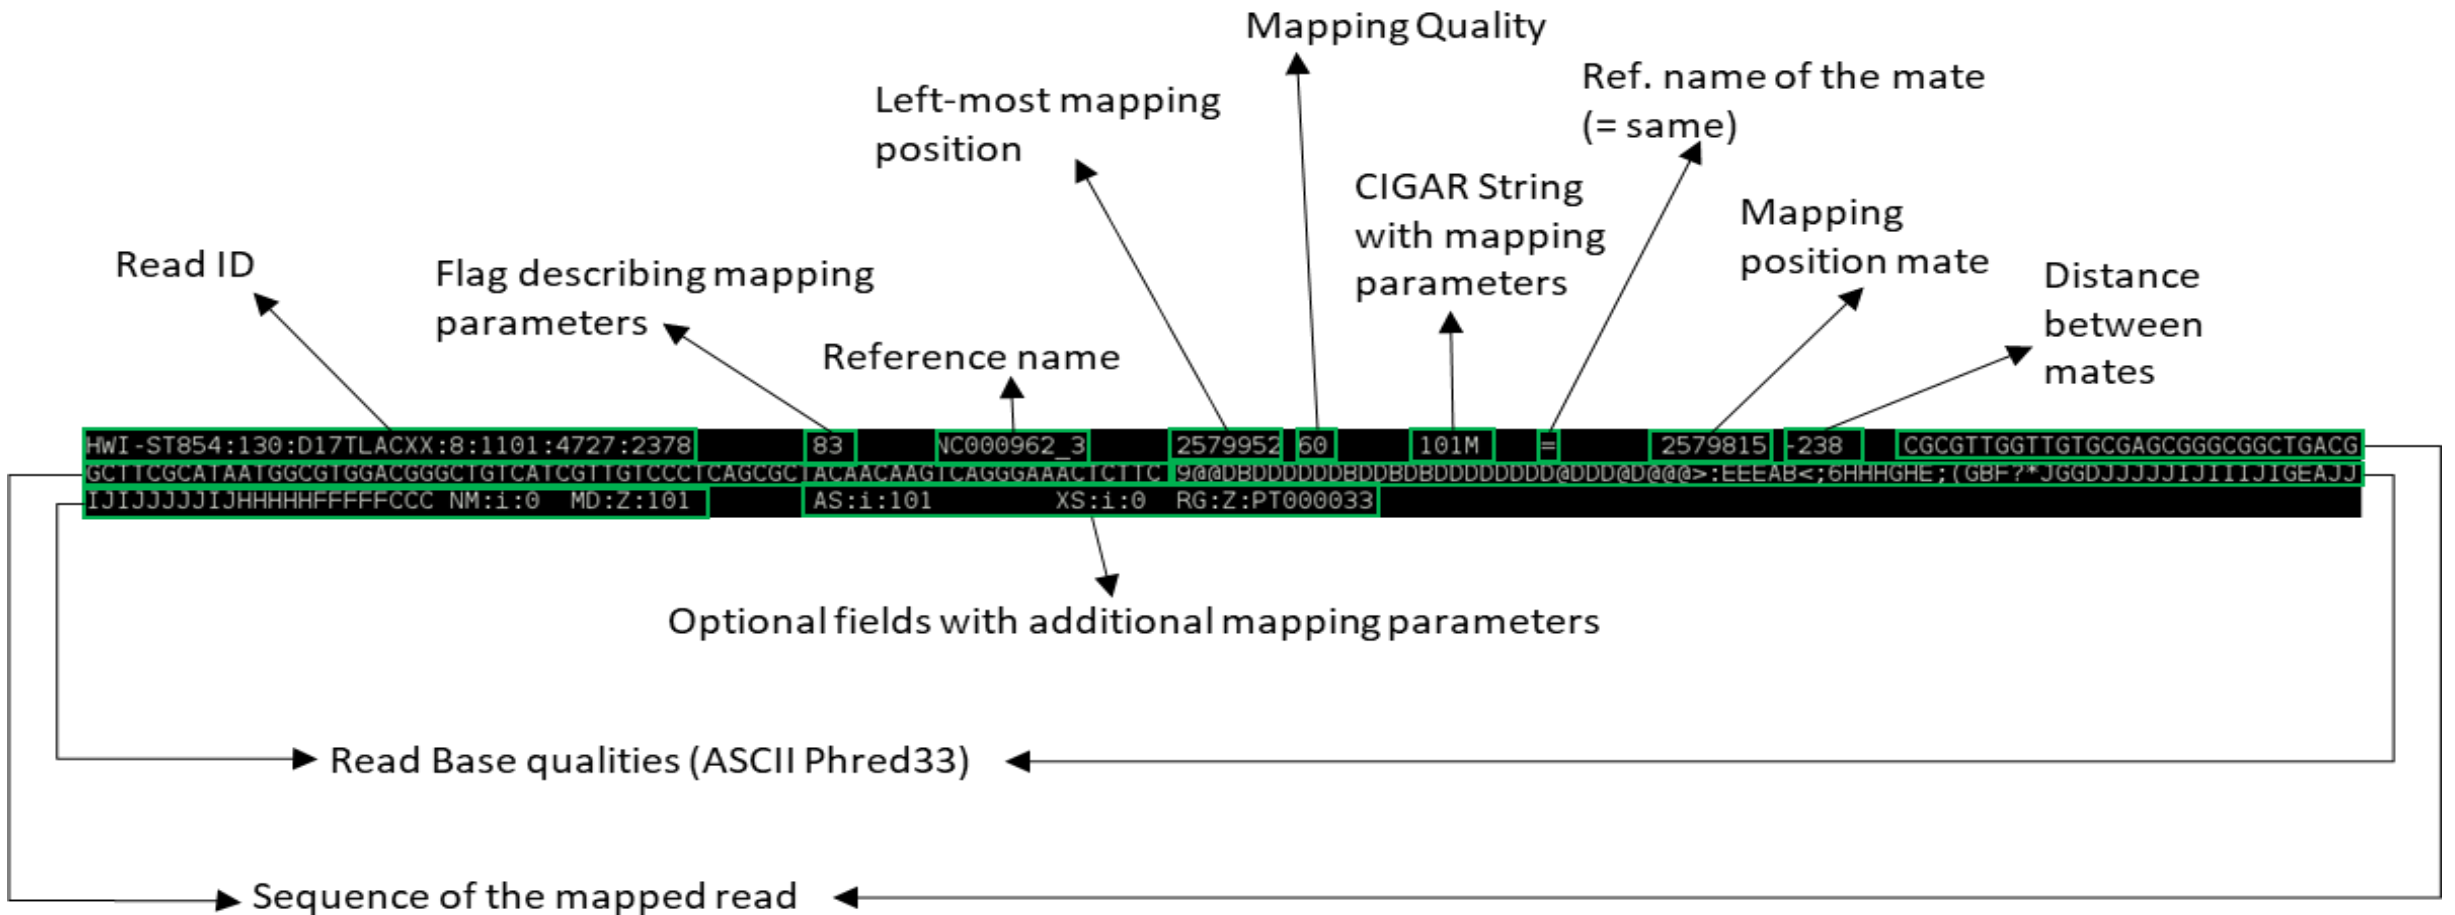 Mapping Quality
Ref. name of the mate
(= same)
Left-most mapping
position
CIGAR String
with mapping
parameters
Mapping
position mate
Read ID
Flag describing mapping
parameters
Distance
between
mates
Reference name
HWI-ST854:130:D17TLACXX:8:1101:4727:2378 83 NC000962_3 2579952 60 101M = 2579815 -238 CGCGTTGGTTGTGCGAGCGGGCGGCTGACG
GCTTCGCATAATGGCGTGGACGGGCTGTCATCGTTGTCCCTCAGCGCTACAACAAGTCAGGGAAACTCTTC 9@@DBDDDDDDBDDBDBDDDDDDDDD@DDD@D@@@>:EEEAB<;6HHHGHE;(GBF?*JGGDJJJJJIJIIIJIGEAJJ
IJIJJJJJIJHHHHHFFFFFCCC NM:i:0 MD:Z:101 AS:i:101 XS:i:0 RG:Z:PT000033
Optional fields with additional mapping parameters
Read Base qualities (ASCII Phred33)
Sequence of the mapped read